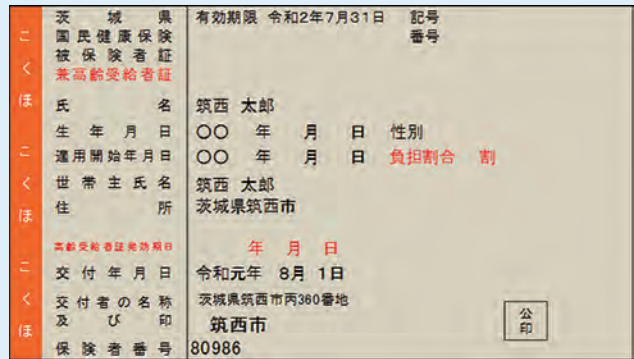 こくほ こくほ こくほ
茨城県 有効期限 令和2年7月31日 記号
国民健康保険 番号
被保険者証
兼高齢受給者証
氏名 筑西 太郎
生年月日 〇〇 年 月 日 性別
適用開始年月日 〇〇 年 月 日 負担割合 割
世帯主氏名 筑西 太郎
住所 茨城県筑西市
高齢受給者証発効期日 年 月 日
交付年月日 令和元年 8月 1日
交付者の名称 茨城県筑西市丙360番地
及び印 筑西市 公印
保険者番号 80986